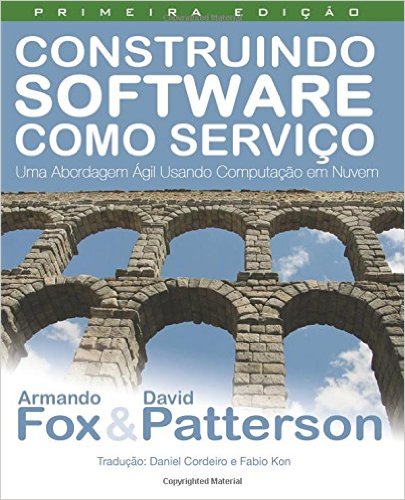 PRIMEIRA EDIÇÃO
CONSTRUINDO
SOFTWARE
COMO SERVIÇO
Uma Abordagem Ágil Usando Computação em Nuvem
Armando David
Fox & Patterson
Tradução: Daniel Cordeiro e Fabio Kon
Copyrighted Material